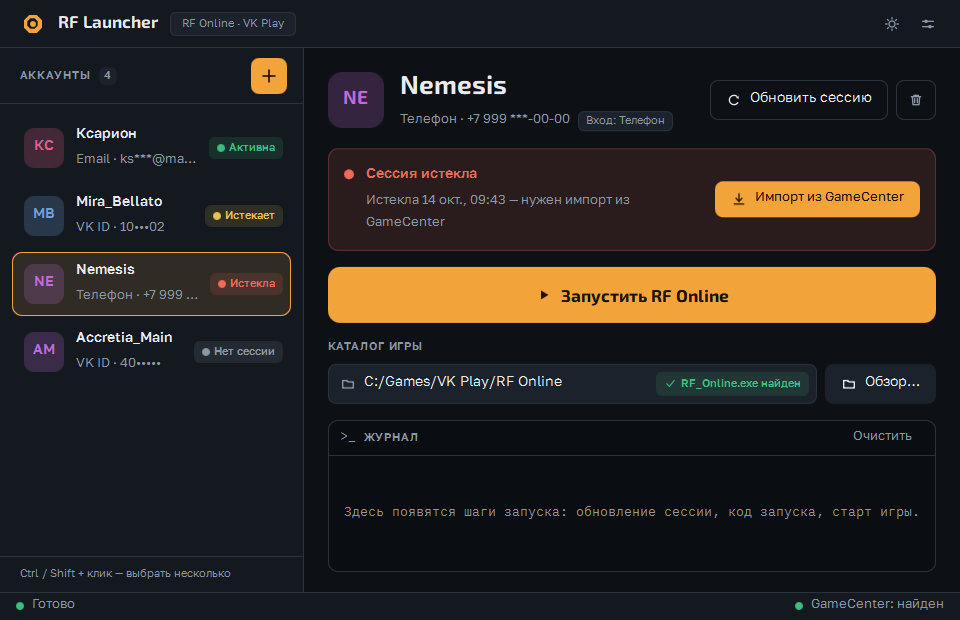 RF Launcher
RF Online · VK Play
АККАУНТЫ 4
КС
Ксарион
Email · ks***@ma...
Активна
MB
Mira_Bellato
VK ID · 10•••02
Истекает
NE
Nemesis
Телефон · +7 999 ...
Истекла
AM
Accretia_Main
VK ID · 40•••••
Нет сессии
Ctrl / Shift + клик — выбрать несколько
NE
Nemesis
Телефон · +7 999 ***-00-00
Вход: Телефон
Обновить сессию
Сессия истекла
Истекла 14 окт., 09:43 — нужен импорт из
GameCenter
Импорт из GameCenter
Запустить RF Online
КАТАЛОГ ИГРЫ
C:/Games/VK Play/RF Online
RF_Online.exe найден
Обзор...
>_ ЖУРНАЛ
Очистить
Здесь появятся шаги запуска: обновление сессии, код запуска, старт игры.
Готово
GameCenter: найден